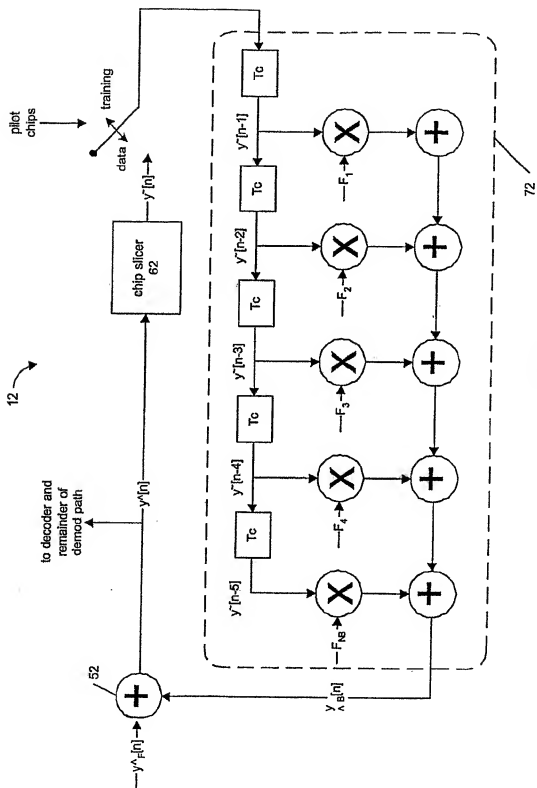 12
pilot
chips
training
data
to decoder and
remainder of
demod path
y^[n]
chip slicer
62
y~[n]
52
y^F[n]
y^B[n]
Tc
Tc
Tc
Tc
Tc
y~[n-5]
y~[n-4]
y~[n-3]
y~[n-2]
y~[n-1]
FNB
F4
F3
F2
F1
X
X
X
X
X
+
+
+
+
+
+
72